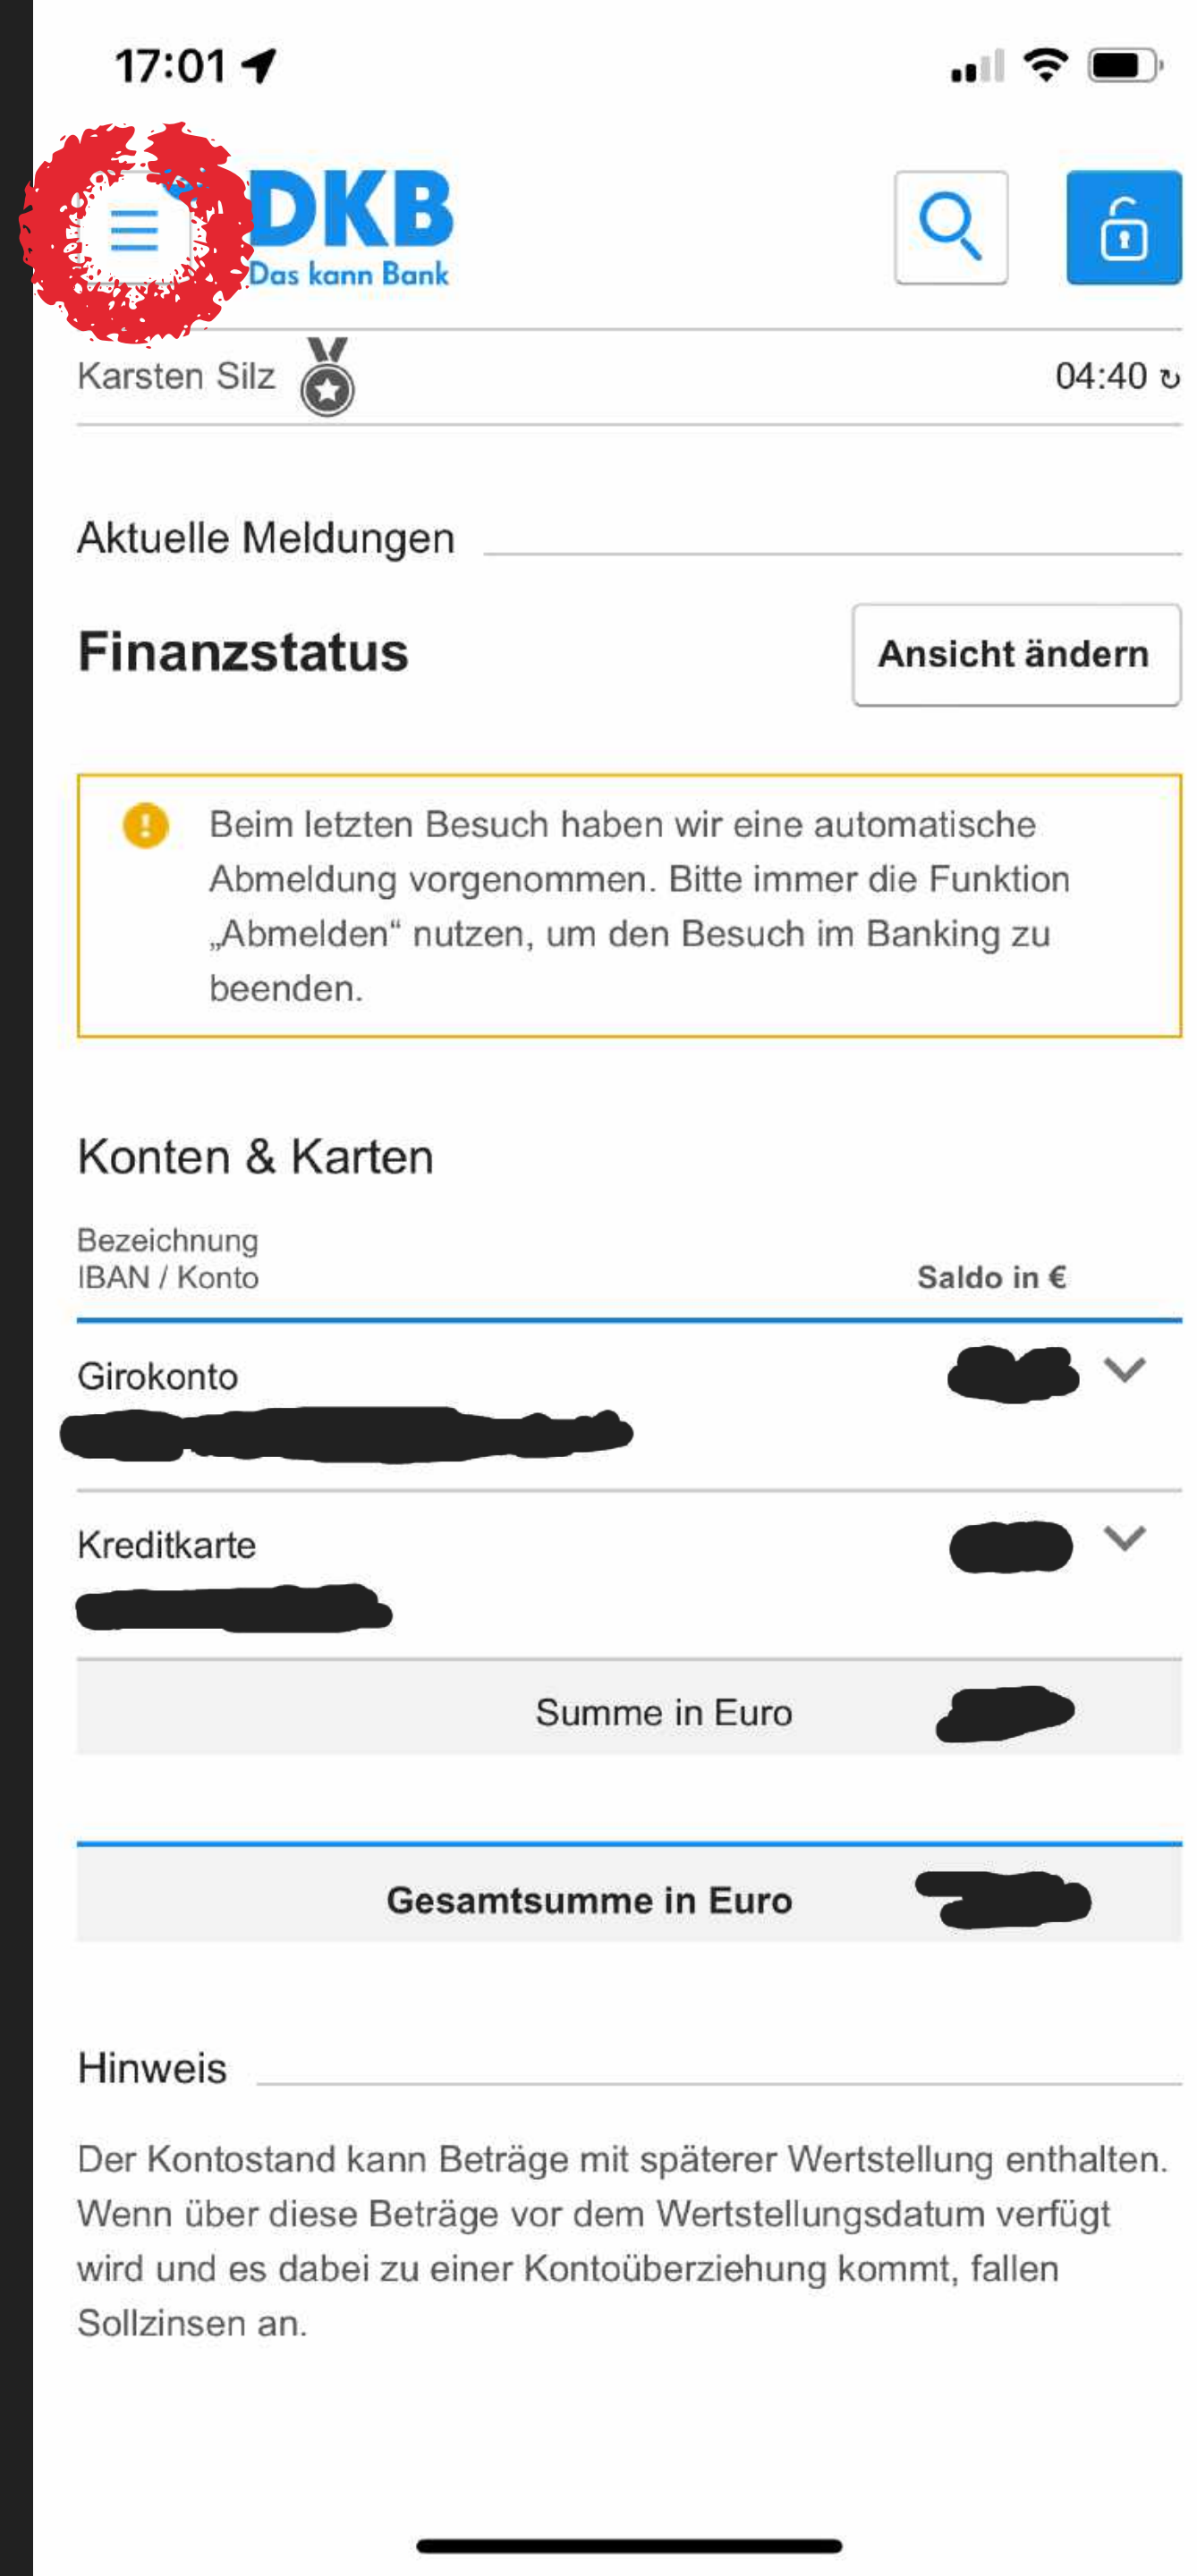 17:01
DKB
Das kann Bank
Karsten Silz
04:40 ↻
Aktuelle Meldungen
Finanzstatus
Ansicht ändern
Beim letzten Besuch haben wir eine automatische
Abmeldung vorgenommen. Bitte immer die Funktion
„Abmelden“ nutzen, um den Besuch im Banking zu
beenden.
Konten & Karten
Bezeichnung
IBAN / Konto
Saldo in €
Girokonto
Kreditkarte
Summe in Euro
Gesamtsumme in Euro
Hinweis
Der Kontostand kann Beträge mit späterer Wertstellung enthalten.
Wenn über diese Beträge vor dem Wertstellungsdatum verfügt
wird und es dabei zu einer Kontoüberziehung kommt, fallen
Sollzinsen an.